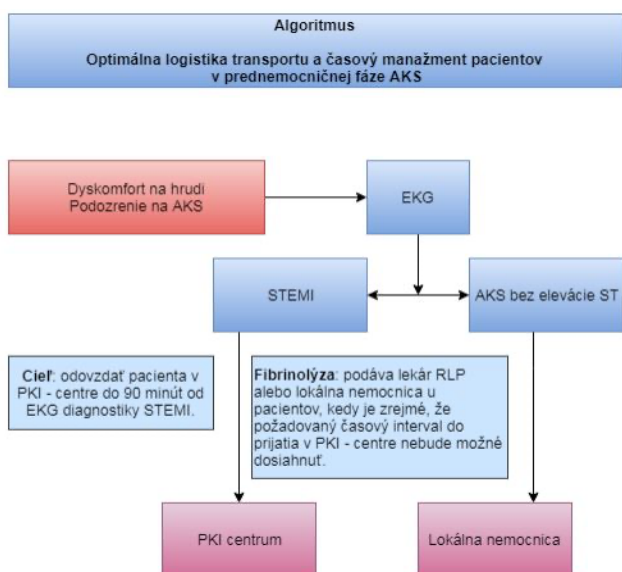 Algoritmus
Optimálna logistika transportu a časový manažment pacientov
v prednemocničnej fáze AKS
Dyskomfort na hrudi
Podozrenie na AKS
EKG
STEMI
AKS bez elevácie ST
Cieľ: odovzdať pacienta v
PKI - centre do 90 minút od
EKG diagnostiky STEMI.
Fibrinolýza: podáva lekár RLP
alebo lokálna nemocnica u
pacientov, kedy je zrejmé, že
požadovaný časový interval do
prijatia v PKI - centre nebude možné
dosiahnuť.
PKI centrum
Lokálna nemocnica